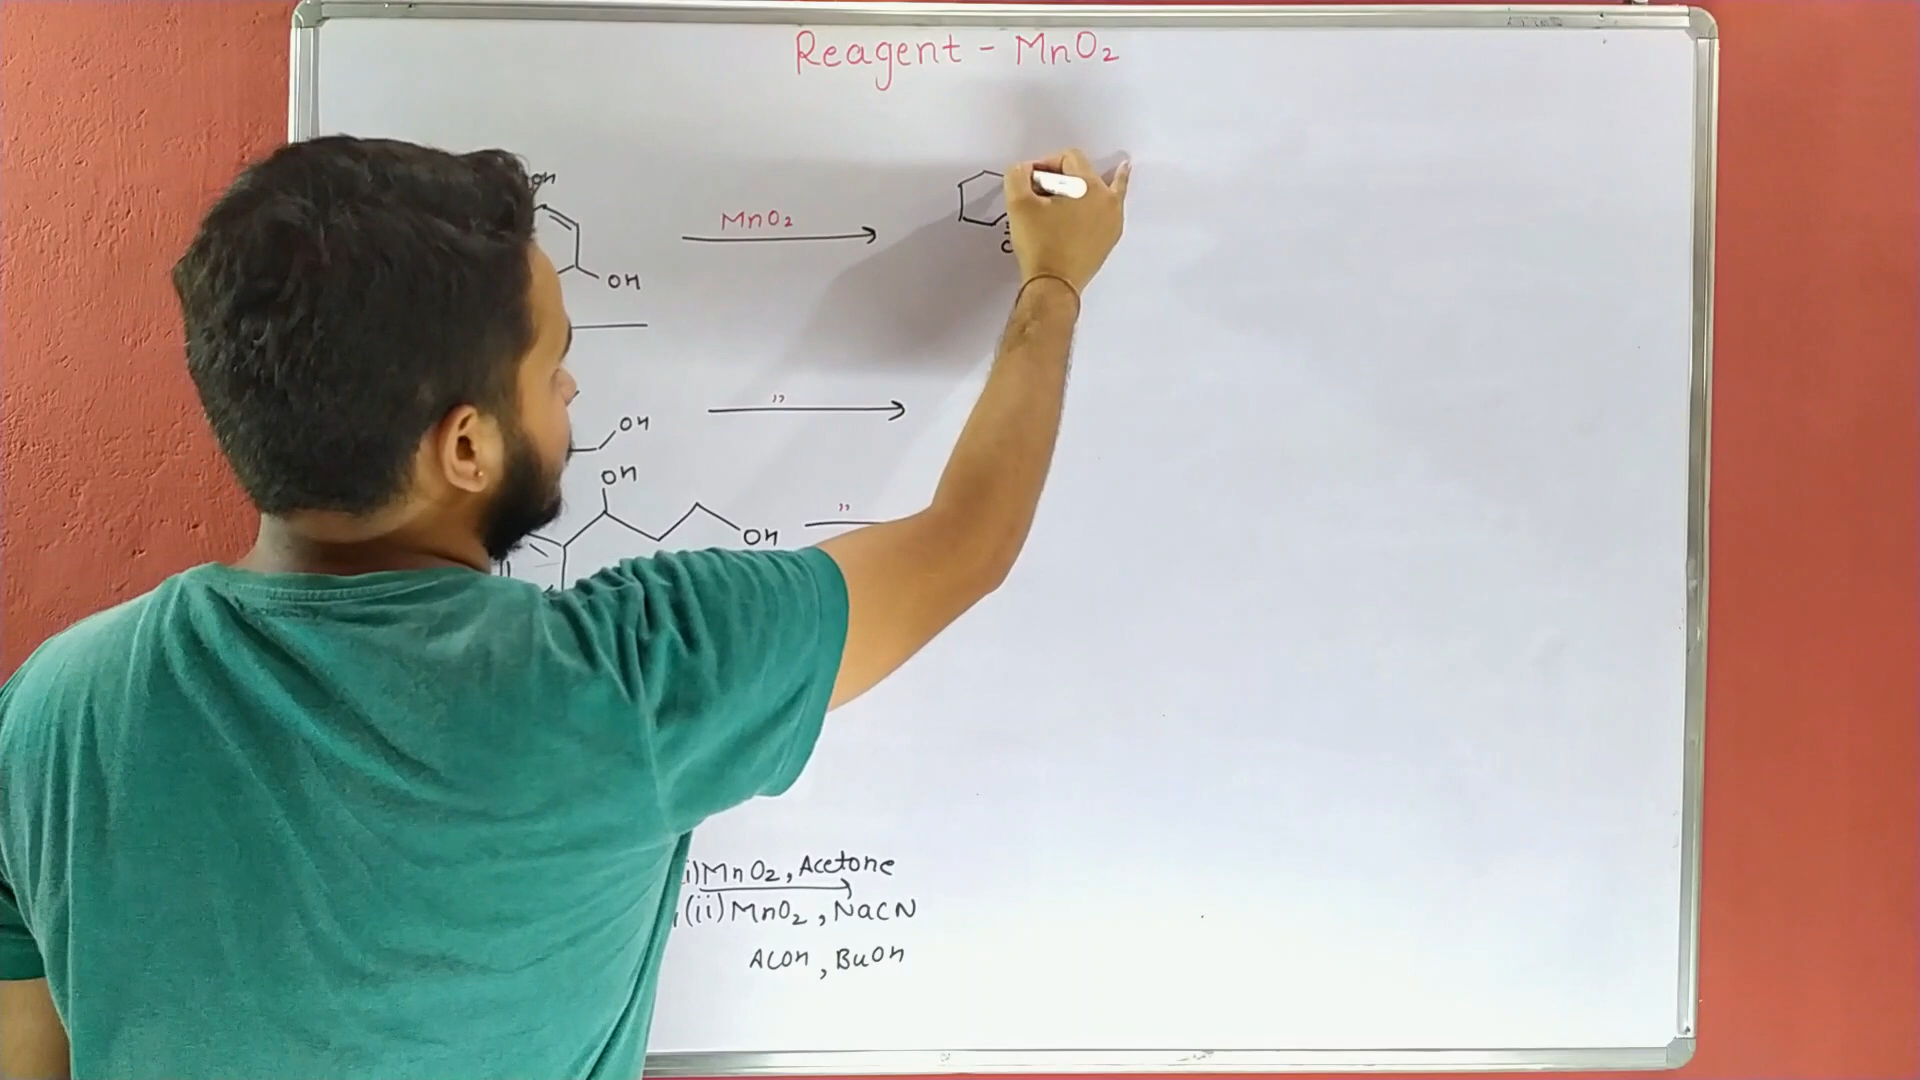 Reagent - MnO2
OH
MnO2
OH
C
"
OH
OH
"
OH
i) MnO2, Acetone
(ii) MnO2, NaCN
ACOH, BuOH